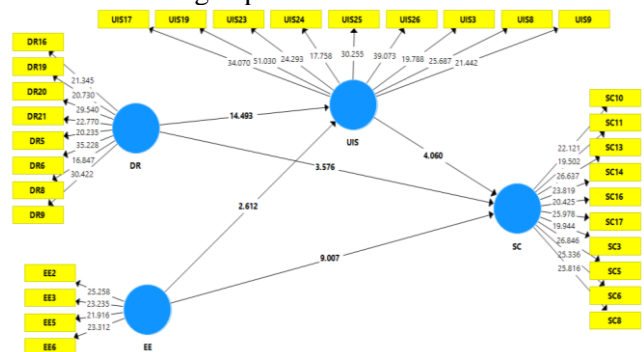 UIS17 UIS19 UIS23 UIS24 UIS25 UIS26 UIS3 UIS8 UIS9
34.070 51.030 24.293 17.758 30.255 39.073 19.788 25.687 21.442
UIS
DR16
DR19
DR20
DR21
DR5
DR6
DR8
DR9
21.345
20.730
29.540
22.770
20.235
35.228
16.847
30.422
DR
14.493
3.576
4.060
2.612
9.007
EE2
EE3
EE5
EE6
25.258
23.235
21.916
23.312
EE
SC10
SC11
SC13
SC14
SC16
SC17
SC3
SC5
SC6
SC8
22.121
19.502
26.637
23.819
20.425
25.978
19.944
26.846
25.336
25.816
SC